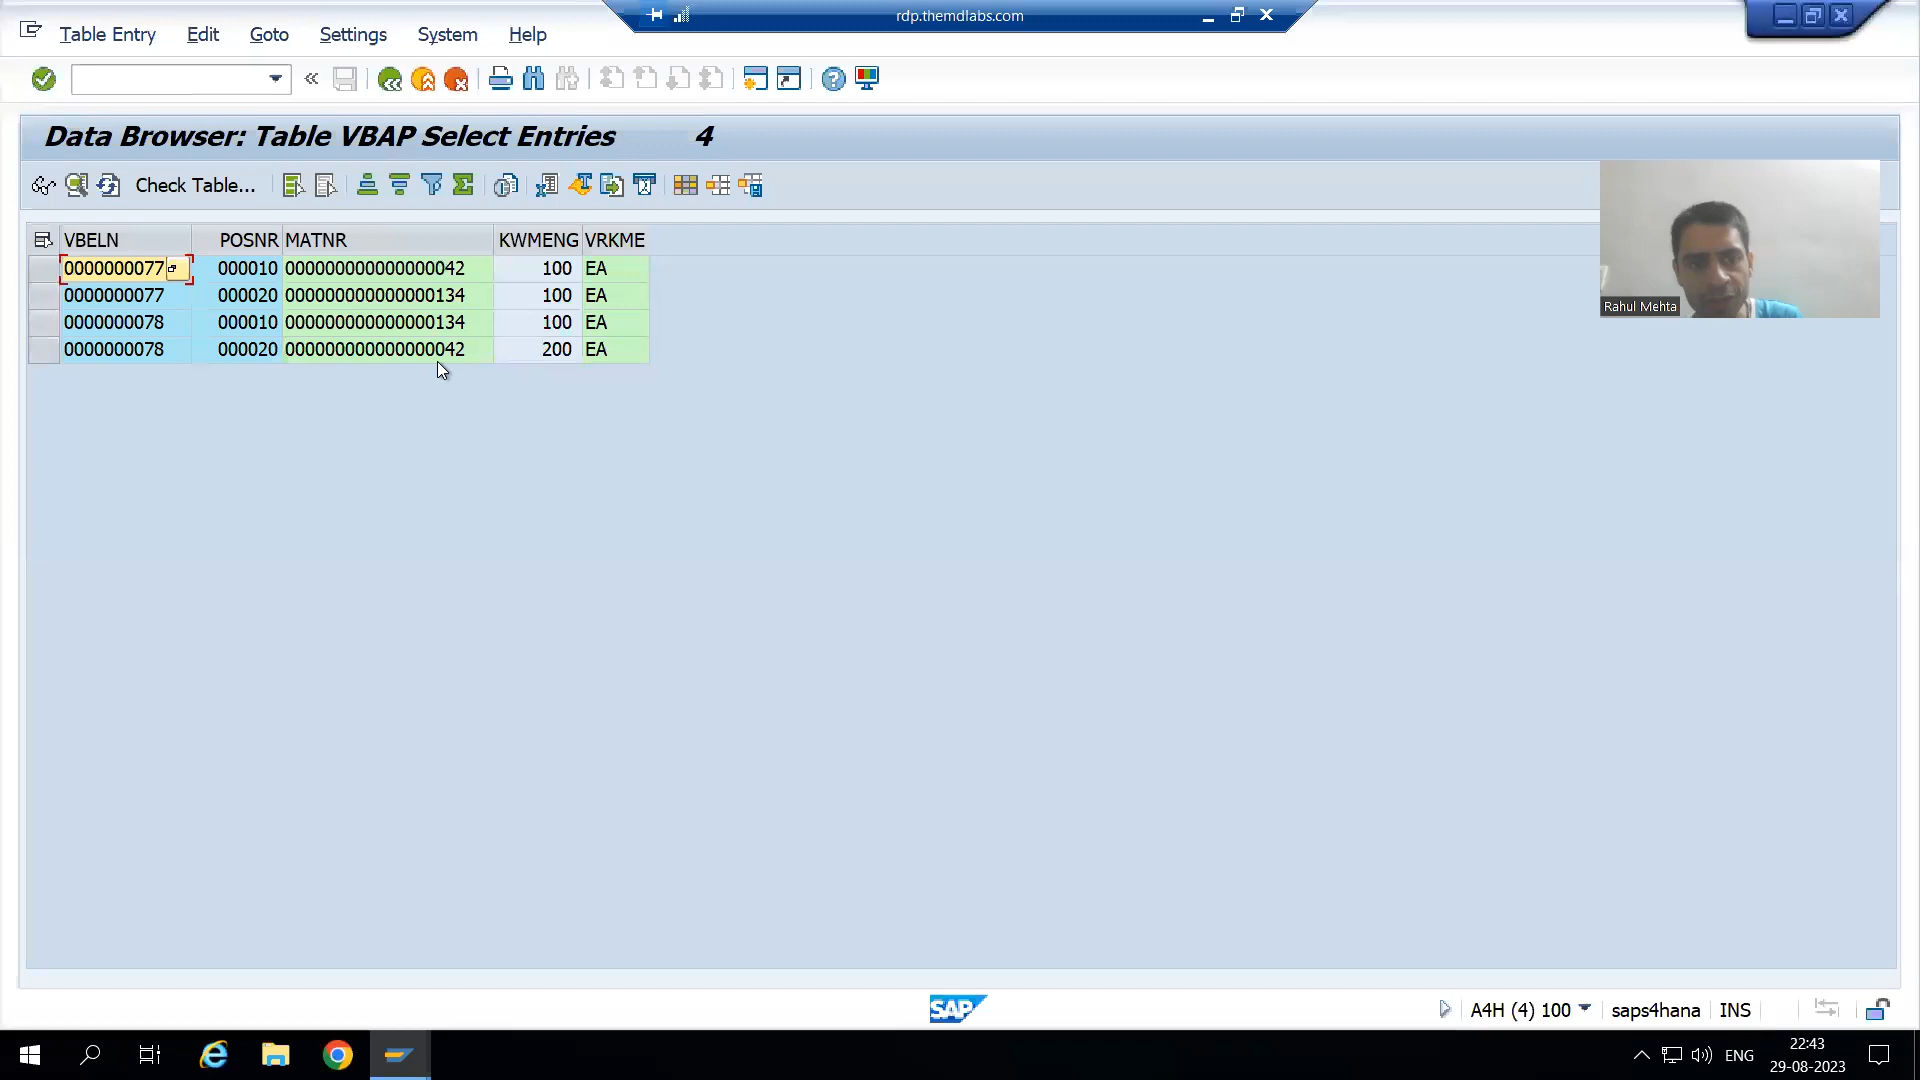 rdp.themdlabs.com
Table Entry Edit Goto Settings System Help
Data Browser: Table VBAP Select Entries 4
Check Table...
VBELN POSNR MATNR KWMENG VRKME
0000000077 000010 000000000000000042 100 EA
0000000077 000020 000000000000000134 100 EA
0000000078 000010 000000000000000134 100 EA
0000000078 000020 000000000000000042 200 EA
Rahul Mehta
SAP
A4H (4) 100 saps4hana INS
ENG
22:43
29-08-2023